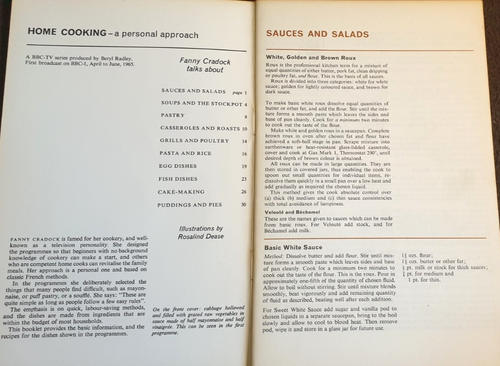 HOME COOKING – a personal approach
A BBC-TV series produced by Beryl Radley.
First broadcast on BBC-1, April to June, 1965.
Fanny Cradock
talks about
SAUCES AND SALADS page 1
SOUPS AND THE STOCKPOT 4
PASTRY 8
CASSEROLES AND ROASTS 10
GRILLS AND POULTRY 14
PASTA AND RICE 16
EGG DISHES 19
FISH DISHES 23
CAKE-MAKING 26
PUDDINGS AND PIES 30
Illustrations by
Rosalind Dease
FANNY CRADOCK is famed for her cookery, and well-
known as a television personality. She designed
the programmes so that beginners with no background
knowledge of cookery can make a start, and others
who are competent home cooks can revitalise the family
meals. Her approach is a personal one and based on
classic French methods.
In the programmes she deliberately selected the
things that many people find difficult, such as mayon-
naise, or puff pastry, or a soufflé. She says: "These are
quite simple as long as people follow a few easy rules".
The emphasis is on quick, time-saving methods,
and the dishes are made from ingredients that are
within the budget of most households.
This booklet provides the basic information, and the
recipes for the dishes shown in the programmes.
On the front cover: cabbage hollowed
and filled with grated raw vegetables in
sauce made of half mayonnaise and half
vinaigrette. This can be seen in the first
programme.
SAUCES AND SALADS
White, Golden and Brown Roux
Roux is the professional kitchen term for a mixture of
equal quantities of either butter, pork fat, clean dripping
or poultry fat, and flour. This is the basis of all sauces.
Roux is divided into three categories: white for white
sauce; golden for lightly coloured sauce, and brown for
dark sauce.
To make basic white roux dissolve equal quantities of
butter or other fat, and add the flour. Stir until the mix-
ture forms a smooth paste which leaves the sides and
base of pan cleanly. Cook for a minimum two minutes
to cook out the taste of the flour.
Make white and golden roux in a saucepan. Complete
brown roux in oven after chosen fat and flour have
achieved a soft-ball stage in pan. Scrape mixture into
earthenware or heat-resistant glass-lidded casserole,
cover and cook at Gas Mark 1, Thermostat 290°, until
desired depth of brown colour is obtained.
All roux can be made in large quantities. They are
then stored in covered jars, thus enabling the cook to
spoon out small quantities for individual items, re-
dissolve them quickly in a small pan over a low heat and
add gradually as required the chosen liquid.
This method gives the cook absolute control over
(a) thick (b) medium and (c) thin sauce consistencies
with total avoidance of lumpiness.
Velouté and Béchamel
These are the names given to sauces which can be made
from basic roux. For Velouté add stock, and for
Béchamel add milk.
Basic White Sauce
Method: Dissolve butter and add flour. Stir until mix-
ture forms a smooth paste which leaves sides and base
of pan cleanly. Cook for a minimum two minutes to
cook out the taste of flour. This is the roux. Pour in
approximately one-fifth of the quantity of chosen fluid.
Allow to boil without stirring. Stir until mixture blends
smoothly, beat vigorously and add remaining quantity
of fluid as described, beating well after each addition.
For Sweet White Sauce add sugar and vanilla pod to
chosen liquids in a separate saucepan, bring to the boil
slowly and allow to cool to blood heat. Then remove
pod, wipe it and store in a glass jar for future use.
1½ ozs. flour,
1½ ozs. butter or other fat;
½ pt. milk or stock for thick sauces;
¾ pt. for medium and
1 pt. for thin.